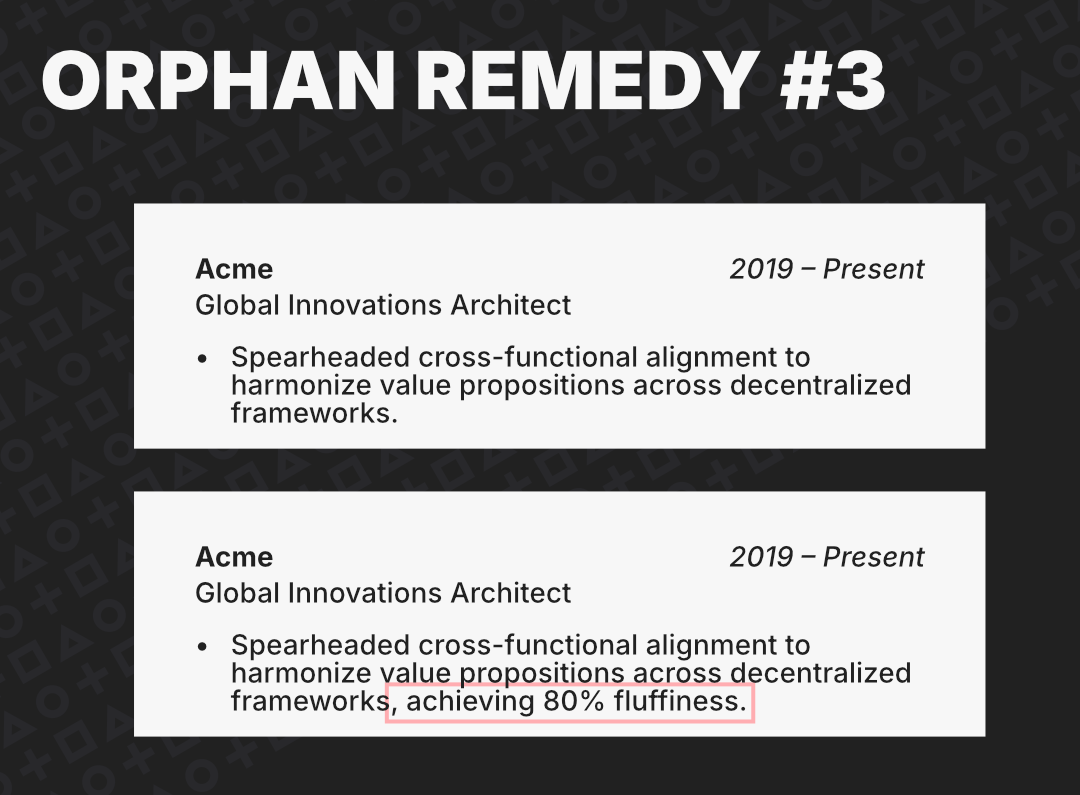 ORPHAN REMEDY #3
Acme 2019 – Present
Global Innovations Architect
• Spearheaded cross-functional alignment to
harmonize value propositions across decentralized
frameworks.
Acme 2019 – Present
Global Innovations Architect
• Spearheaded cross-functional alignment to
harmonize value propositions across decentralized
frameworks, achieving 80% fluffiness.